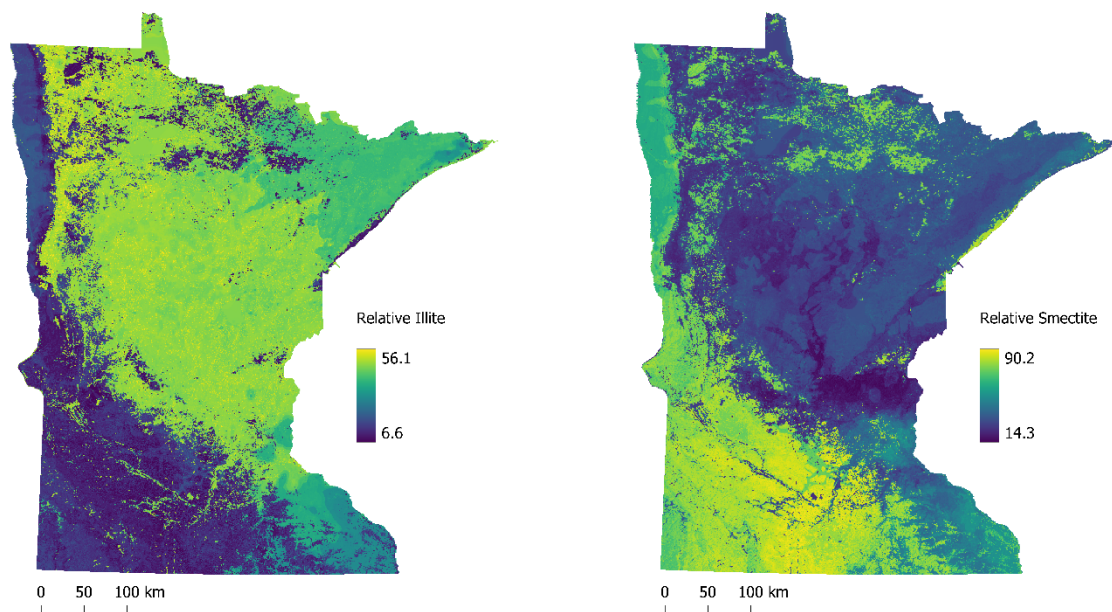 Relative Illite
56.1
6.6
0 50 100 km
Relative Smectite
90.2
14.3
0 50 100 km